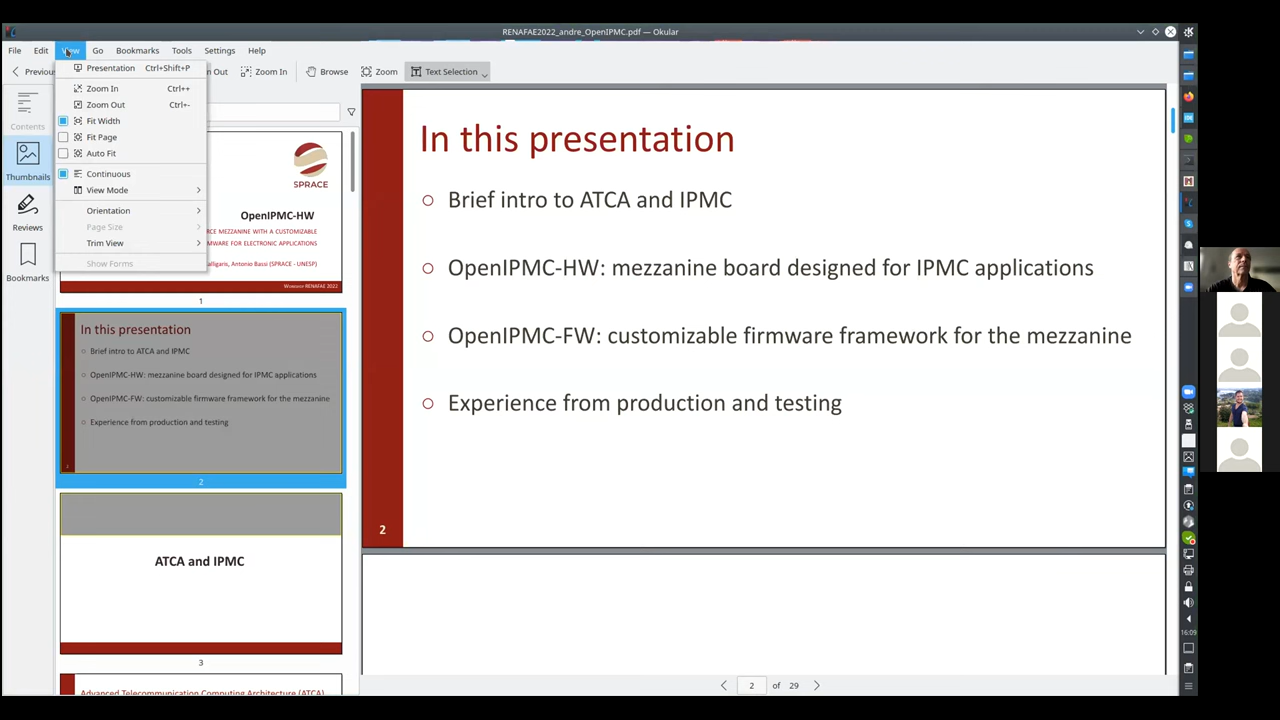 RENAFAE2022_andre_OpenIPMC.pdf — Okular
File Edit View Go Bookmarks Tools Settings Help
Previous
Out
Zoom In
Browse
Zoom
Text Selection
Presentation Ctrl+Shift+P
Zoom In Ctrl++
Zoom Out Ctrl+-
Fit Width
Fit Page
Auto Fit
Continuous
View Mode
Orientation
Page Size
Trim View
Show Forms
Contents
Thumbnails
Reviews
Bookmarks
SPRACE
OpenIPMC-HW
MEZZANINE WITH A CUSTOMIZABLE
FOR ELECTRONIC APPLICATIONS
Antonio Bassi (SPRACE - UNESP)
Workshop RENAFAE 2022
1
In this presentation
Brief intro to ATCA and IPMC
OpenIPMC-HW: mezzanine board designed for IPMC applications
OpenIPMC-FW: customizable firmware framework for the mezzanine
Experience from production and testing
2
2
ATCA and IPMC
3
Advanced Telecommunication Computing Architecture (ATCA)
In this presentation
Brief intro to ATCA and IPMC
OpenIPMC-HW: mezzanine board designed for IPMC applications
OpenIPMC-FW: customizable firmware framework for the mezzanine
Experience from production and testing
2
2 of 29
16:09